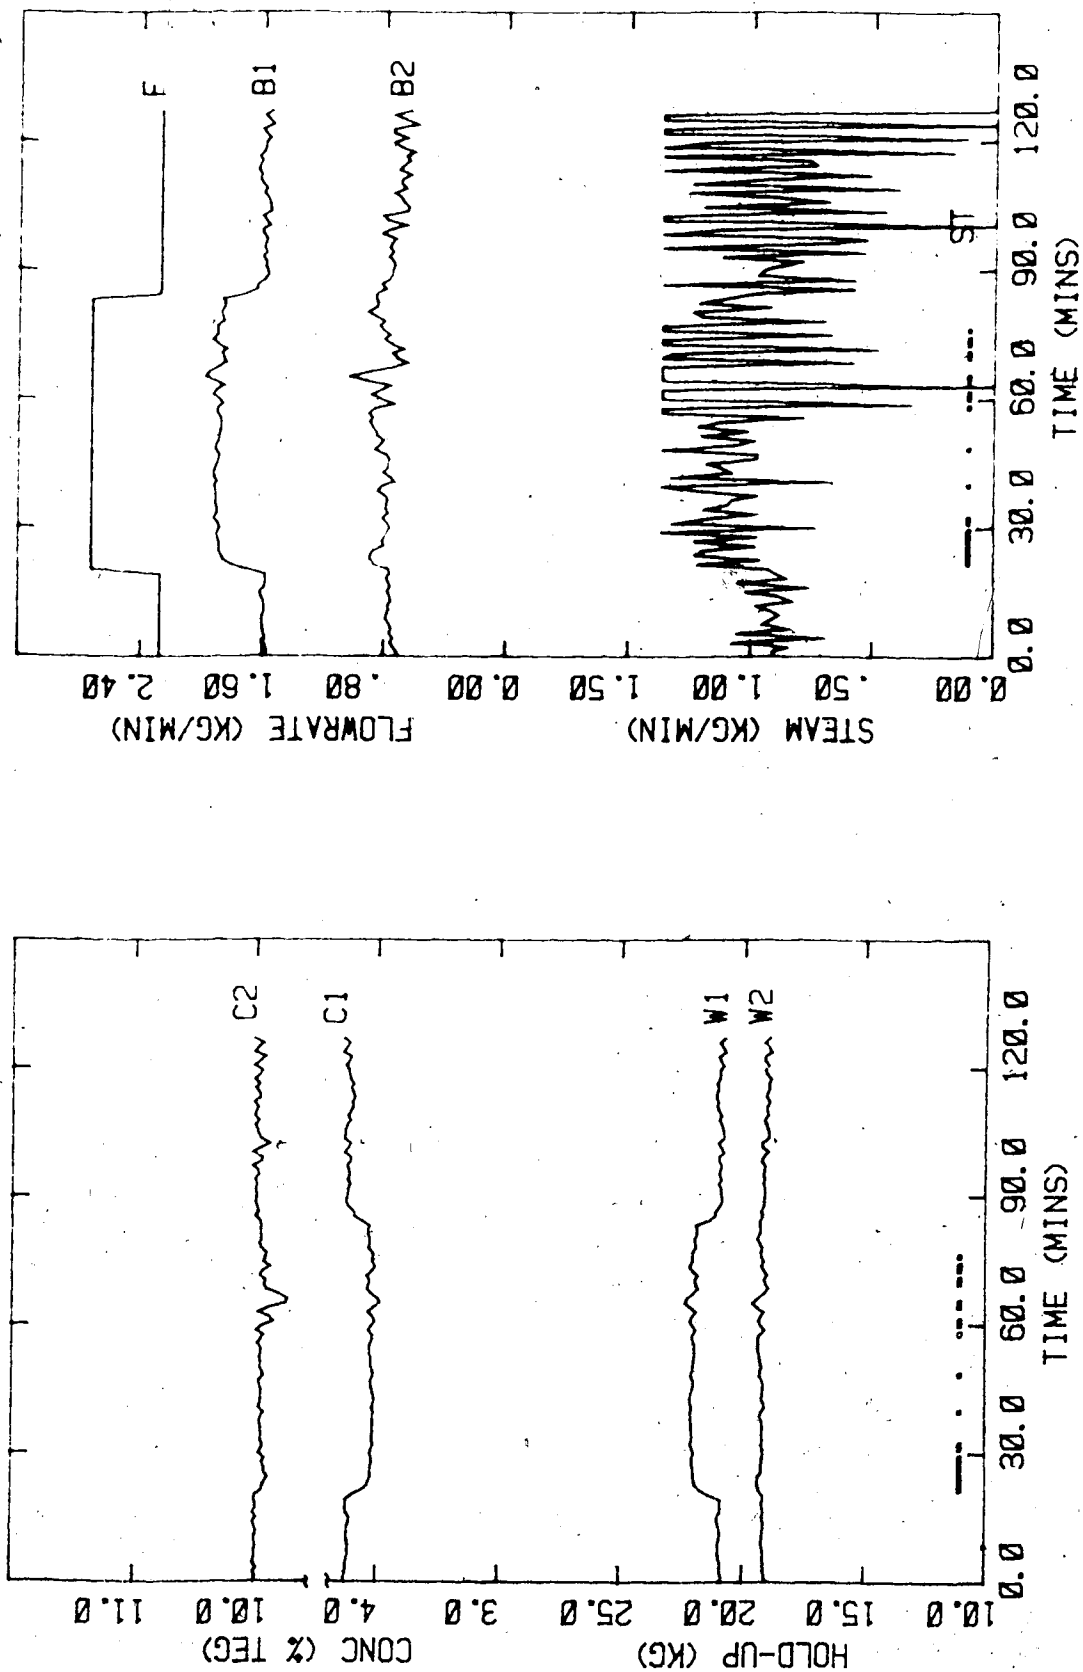 F
B1
B2
ST
2.40
1.60
.80
0.00
FLOWRATE (KG/MIN)
1.50
1.00
.50
0.00
STEAM (KG/MIN)
0.0
30.0
60.0
90.0
120.0
TIME (MINS)
C2
C1
W1
W2
11.0
10.0
4.0
3.0
CONC (% TEG)
25.0
20.0
15.0
10.0
HOLD-UP (KG)
0.0
30.0
60.0
90.0
120.0
TIME (MINS)